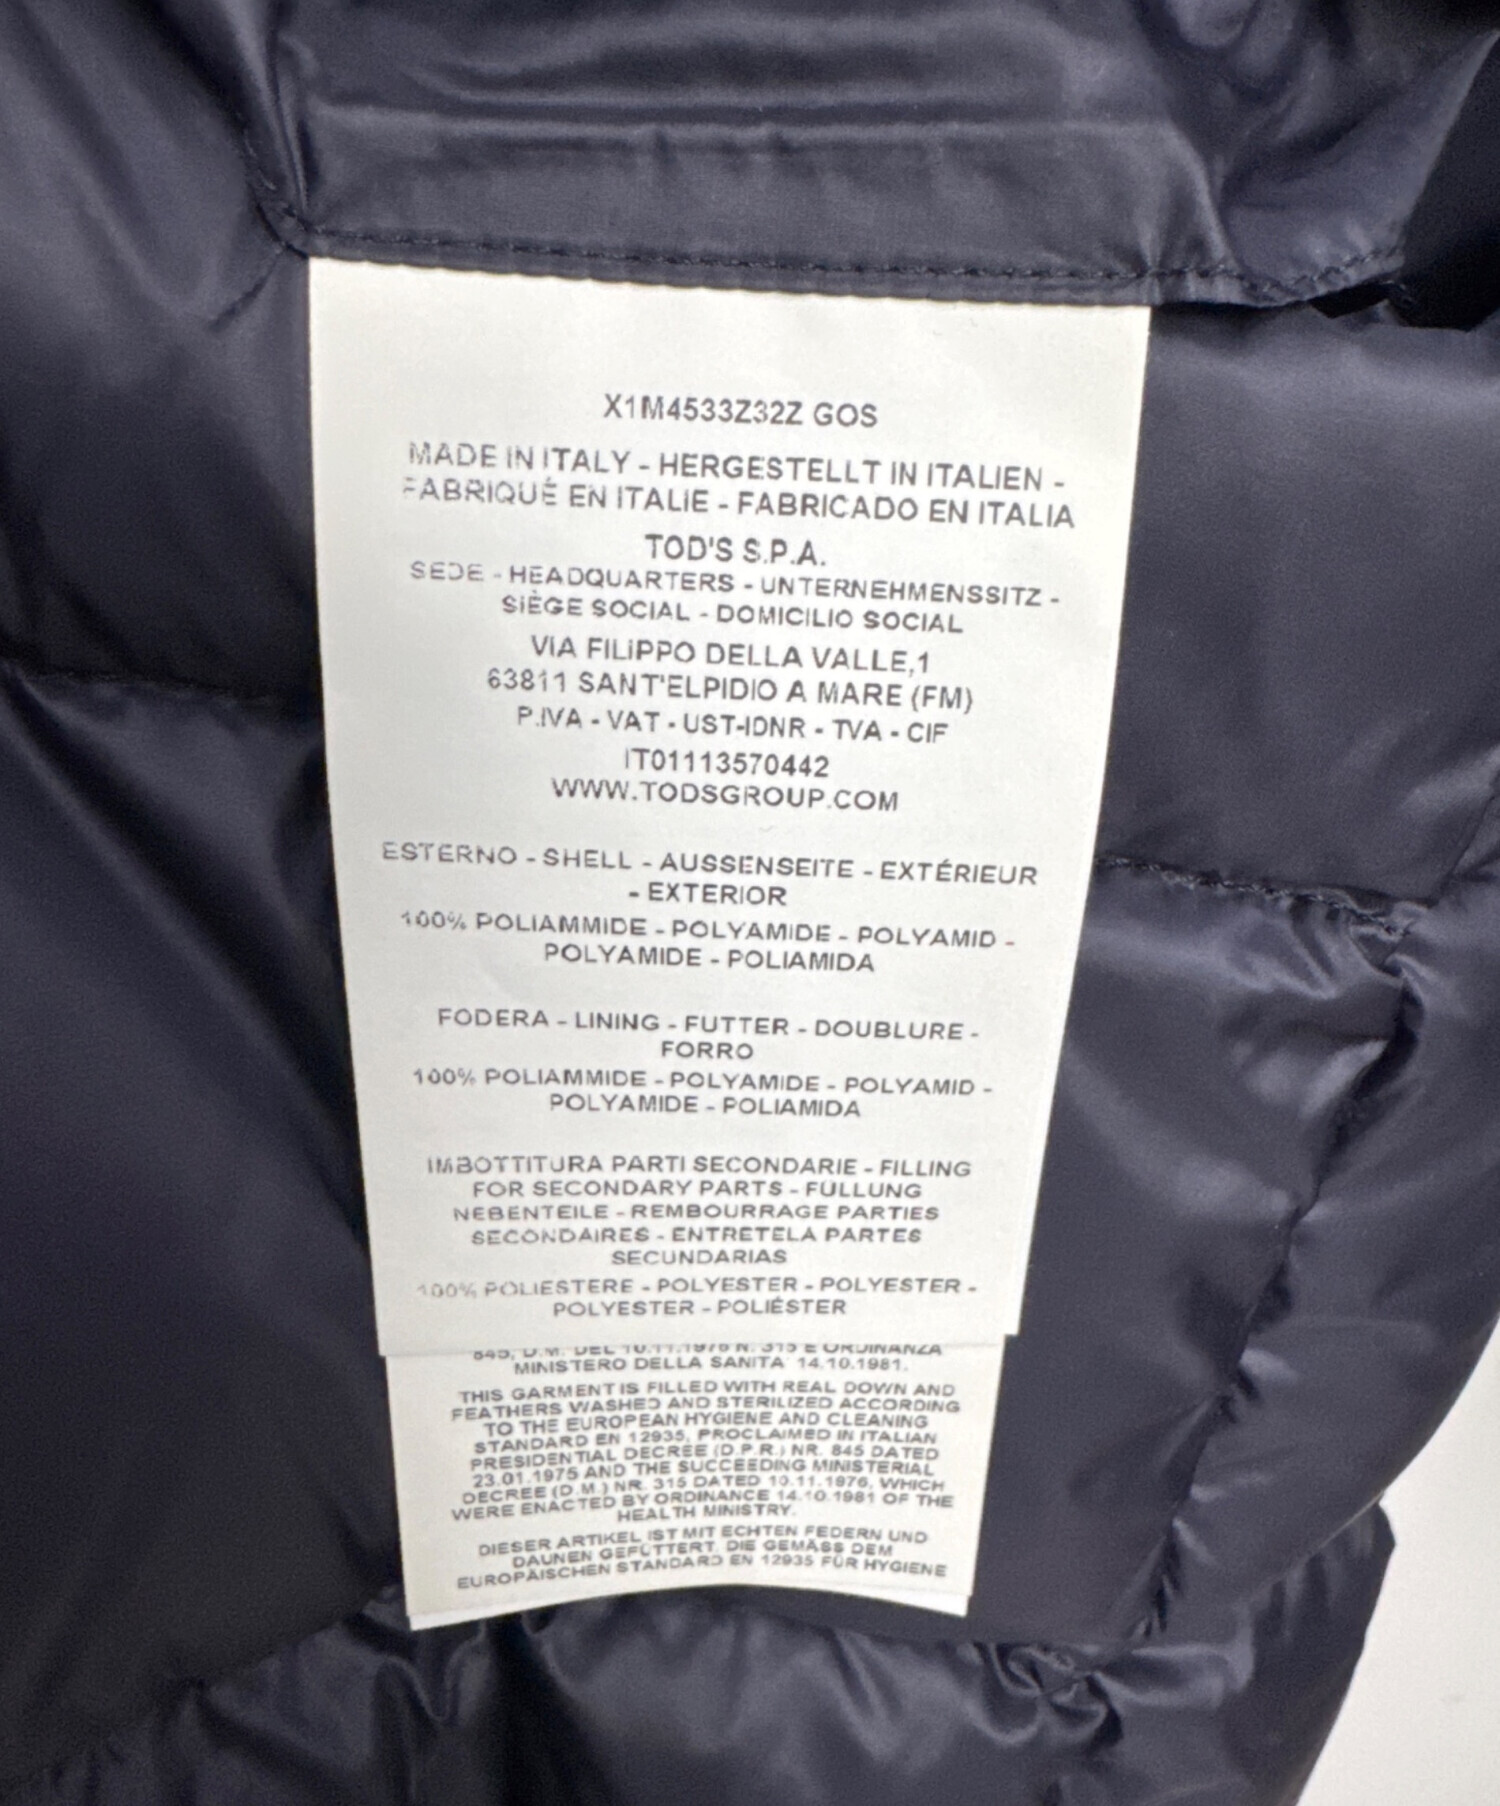 X1M4533Z32Z GOS
MADE IN ITALY - HERGESTELLT IN ITALIEN -
FABRIQUÉ EN ITALIE - FABRICADO EN ITALIA
TOD'S S.P.A.
SEDE - HEADQUARTERS - UNTERNEHMENSSITZ -
SIÈGE SOCIAL - DOMICILIO SOCIAL
VIA FILIPPO DELLA VALLE,1
63811 SANT'ELPIDIO A MARE (FM)
P.IVA - VAT - UST-IDNR - TVA - CIF
IT01113570442
WWW.TODSGROUP.COM
ESTERNO - SHELL - AUSSENSEITE - EXTÉRIEUR
- EXTERIOR
100% POLIAMMIDE - POLYAMIDE - POLYAMID -
POLYAMIDE - POLIAMIDA
FODERA - LINING - FUTTER - DOUBLURE -
FORRO
100% POLIAMMIDE - POLYAMIDE - POLYAMID -
POLYAMIDE - POLIAMIDA
IMBOTTITURA PARTI SECONDARIE - FILLING
FOR SECONDARY PARTS - FÜLLUNG
NEBENTEILE - REMBOURRAGE PARTIES
SECONDAIRES - ENTRETELA PARTES
SECUNDARIAS
100% POLIESTERE - POLYESTER - POLYESTER -
POLYESTER - POLIÉSTER
845, D.M. DEL 10.11.1976 N. 315 E ORDINANZA
MINISTERO DELLA SANITA' 14.10.1981.
THIS GARMENT IS FILLED WITH REAL DOWN AND
FEATHERS WASHED AND STERILIZED ACCORDING
TO THE EUROPEAN HYGIENE AND CLEANING
STANDARD EN 12935, PROCLAIMED IN ITALIAN
PRESIDENTIAL DECREE (D.P.R.) NR. 845 DATED
23.01.1975 AND THE SUCCEEDING MINISTERIAL
DECREE (D.M.) NR. 315 DATED 10.11.1976, WHICH
WERE ENACTED BY ORDINANCE 14.10.1981 OF THE
HEALTH MINISTRY.
DIESER ARTIKEL IST MIT ECHTEN FEDERN UND
DAUNEN GEFÜTTERT, DIE GEMÄSS DEM
EUROPÄISCHEN STANDARD EN 12935 FÜR HYGIENE